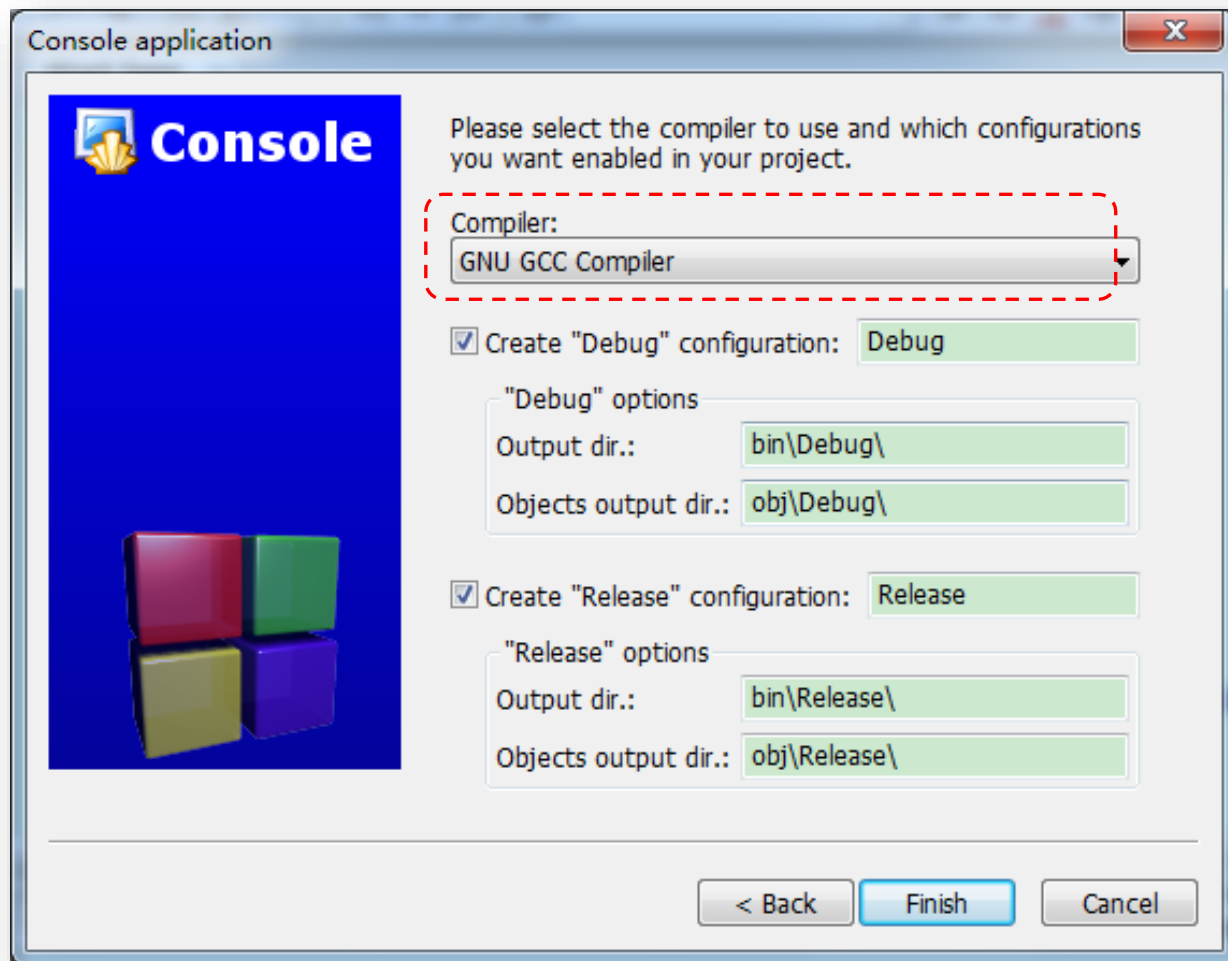 Console application
Console
Please select the compiler to use and which configurations
you want enabled in your project.
Compiler:
GNU GCC Compiler
Create "Debug" configuration: Debug
"Debug" options
Output dir.: bin\Debug\
Objects output dir.: obj\Debug\
Create "Release" configuration: Release
"Release" options
Output dir.: bin\Release\
Objects output dir.: obj\Release\
< Back Finish Cancel